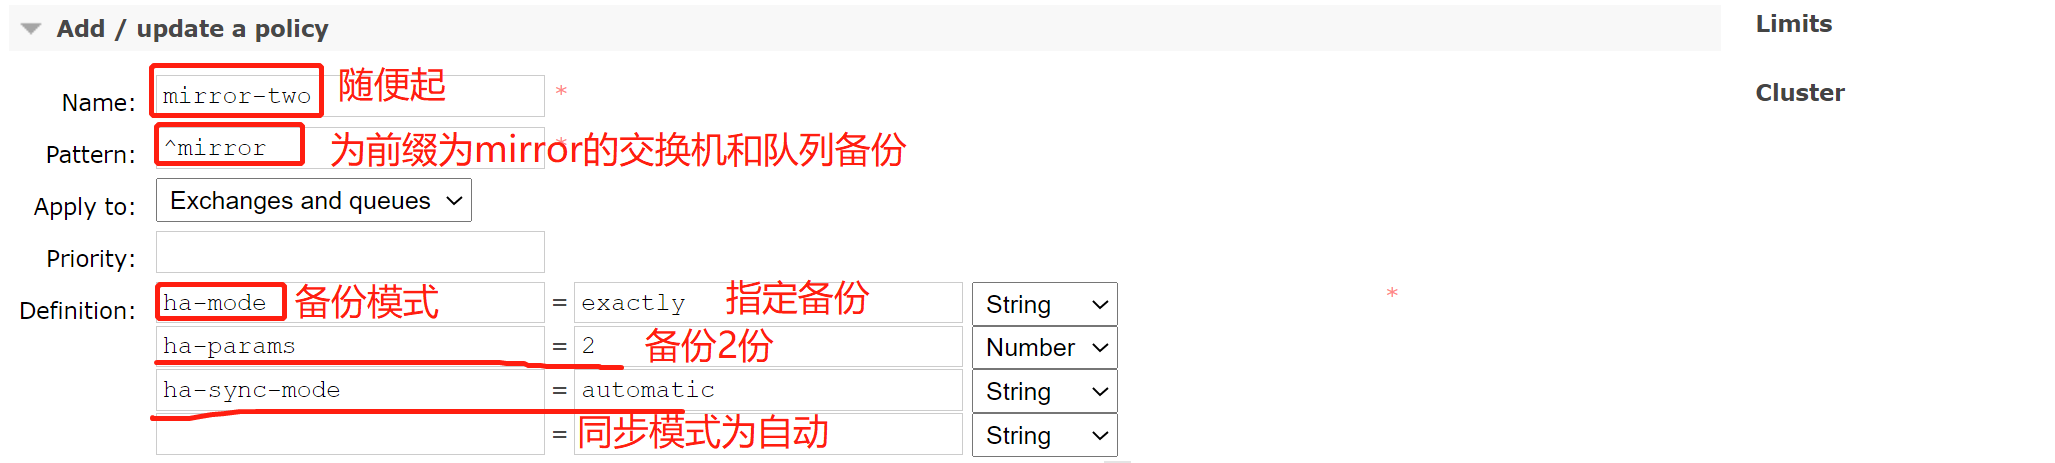 Add / update a policy
Limits
Cluster
Name: mirror-two 随便起 *
Pattern: ^mirror * 为前缀为mirror的交换机和队列备份
Apply to: Exchanges and queues
Priority:
Definition: ha-mode 备份模式 = exactly 指定备份 String *
ha-params = 2 备份2份 Number
ha-sync-mode = automatic String
= 同步模式为自动 String